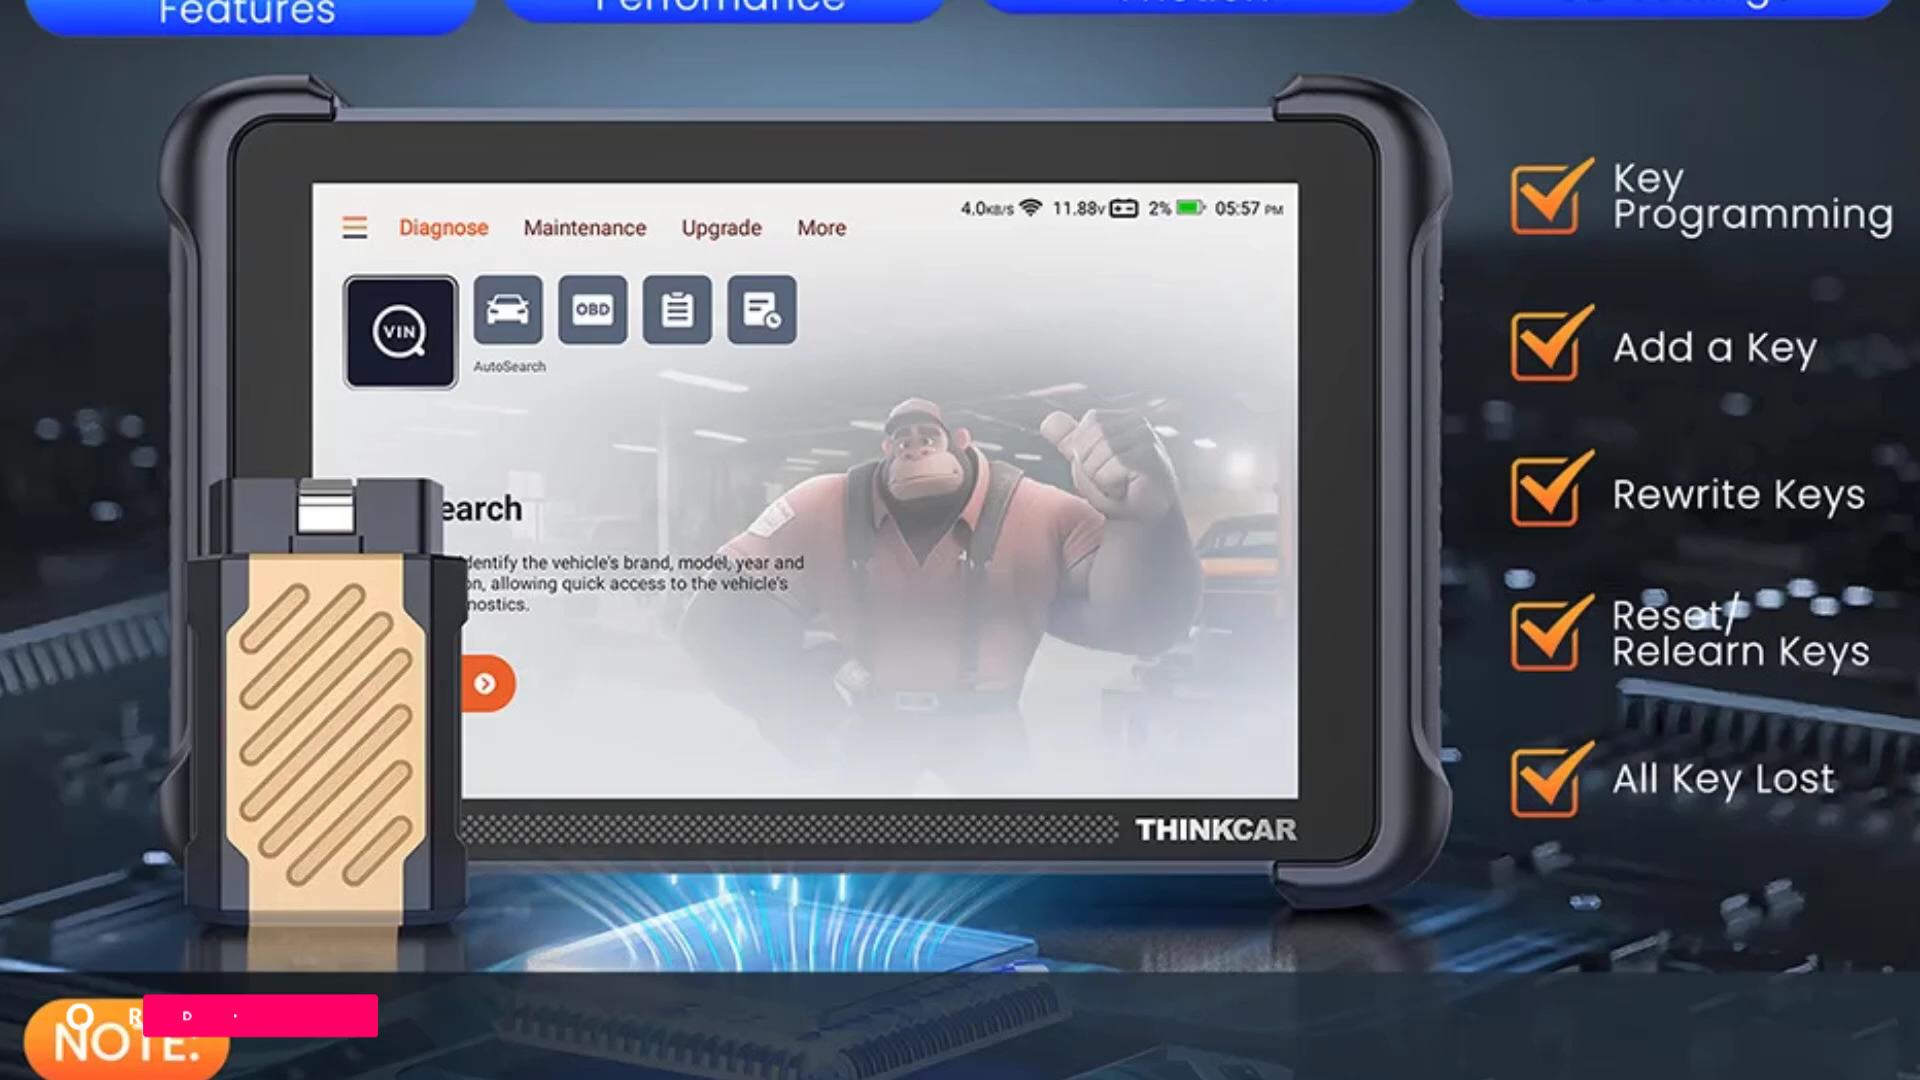 Features
Performance
4.0KB/S 11.88V 2% 05:57 PM
Diagnose Maintenance Upgrade More
VIN
OBD
AutoSearch
earch
dentify the vehicle's brand, model, year and
on, allowing quick access to the vehicle's
nostics.
THINKCAR
Key
Programming
Add a Key
Rewrite Keys
Reset/
Relearn Keys
All Key Lost
NOTE: